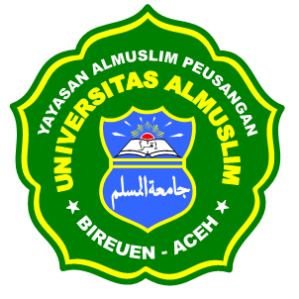 YAYASAN ALMUSLIM PEUSANGAN
UNIVERSITAS ALMUSLIM
جامعة المسلم
★ BIREUEN - ACEH ★